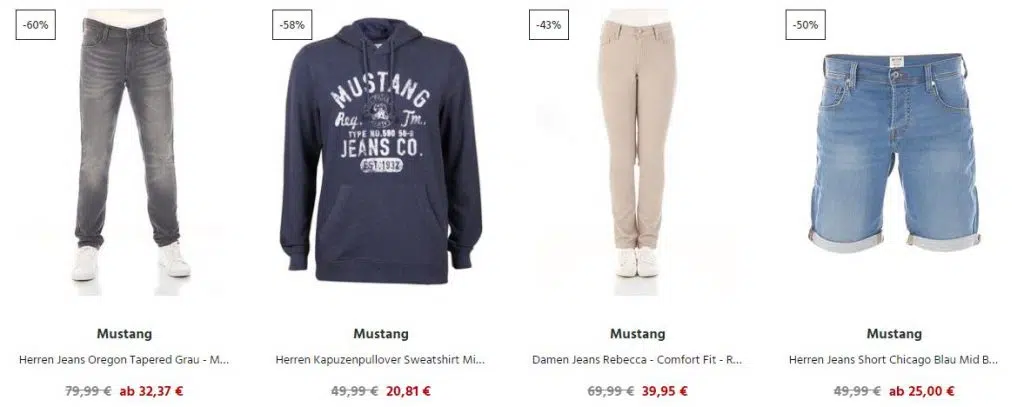 -60%
-58%
-43%
-50%
MUSTANG
Reg. Tm..
TYPE NO.590 50-6
JEANS CO.
EST.1932
Mustang
Mustang
Mustang
Mustang
Herren Jeans Oregon Tapered Grau - M...
Herren Kapuzenpullover Sweatshirt Mi...
Damen Jeans Rebecca - Comfort Fit - R...
Herren Jeans Short Chicago Blau Mid B...
79,99 € ab 32,37 €
49,99 € 20,81 €
69,99 € 39,95 €
49,99 € ab 25,00 €